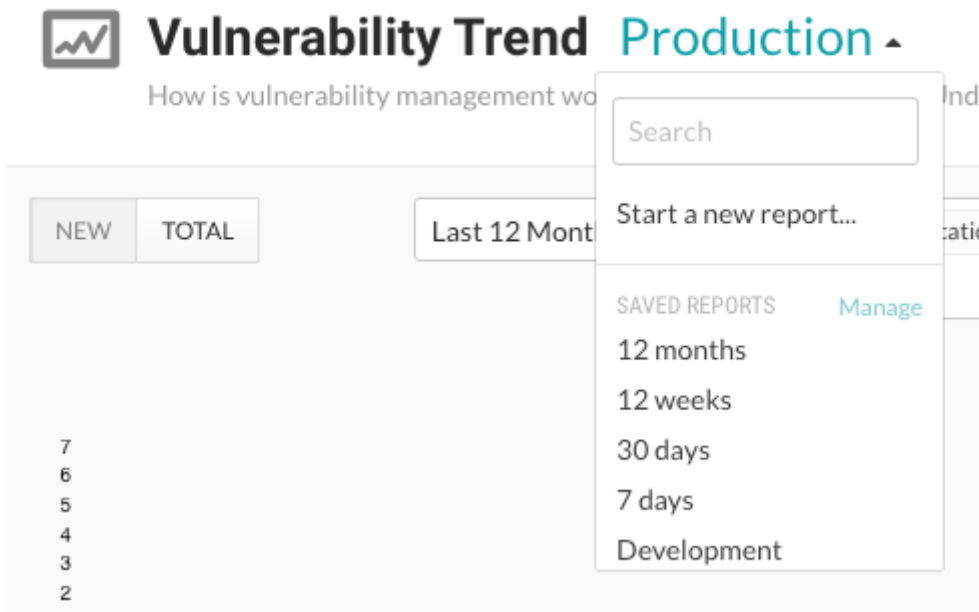 Vulnerability Trend Production
How is vulnerability management wo
Search
Start a new report...
NEW TOTAL
Last 12 Mont
SAVED REPORTS Manage
12 months
12 weeks
30 days
7 days
Development
7
6
5
4
3
2